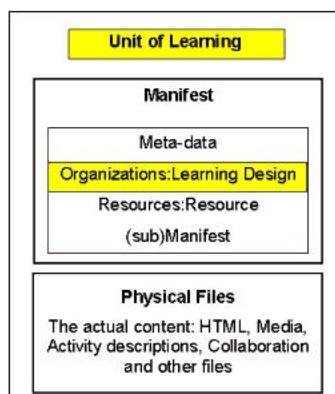 Unit of Learning
Manifest
Meta-data
Organizations:Learning Design
Resources:Resource
(sub)Manifest
Physical Files
The actual content: HTML, Media,
Activity descriptions, Collaboration
and other files